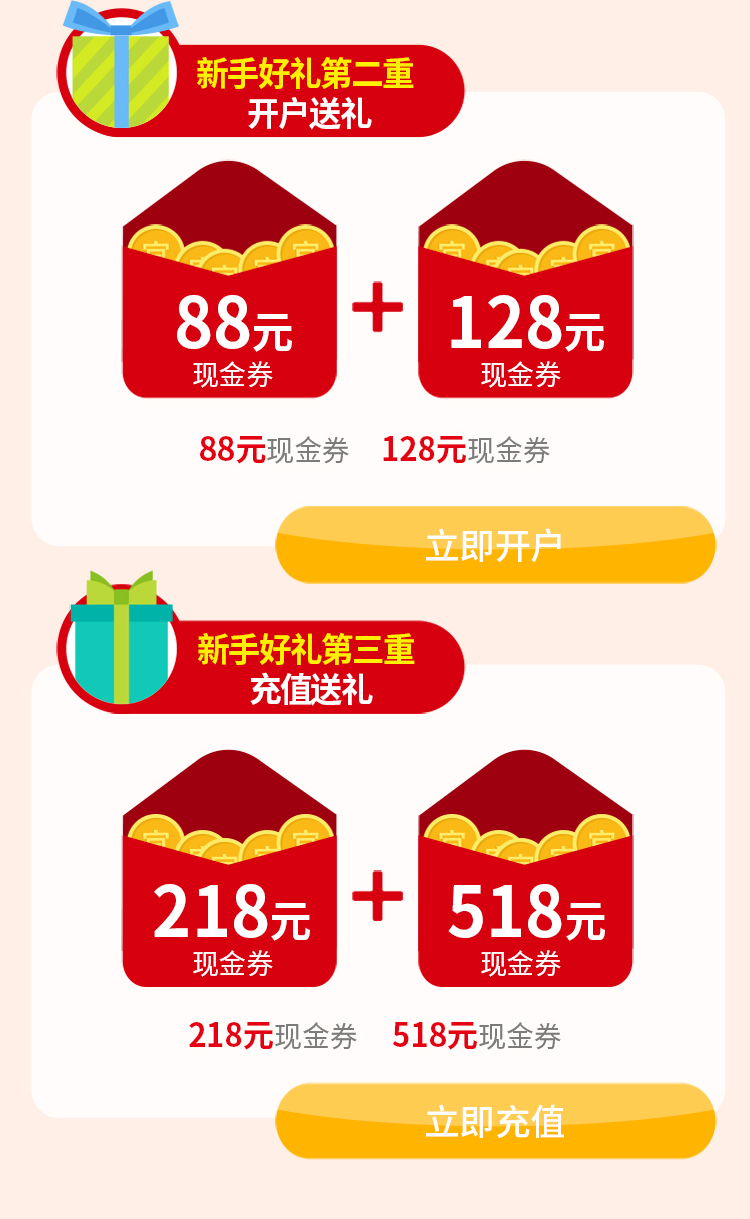 新手好礼第二重
开户送礼
88元 128元
现金券 现金券
88元现金券 128元现金券
立即开户
新手好礼第三重
充值送礼
218元 518元
现金券 现金券
218元现金券 518元现金券
立即充值